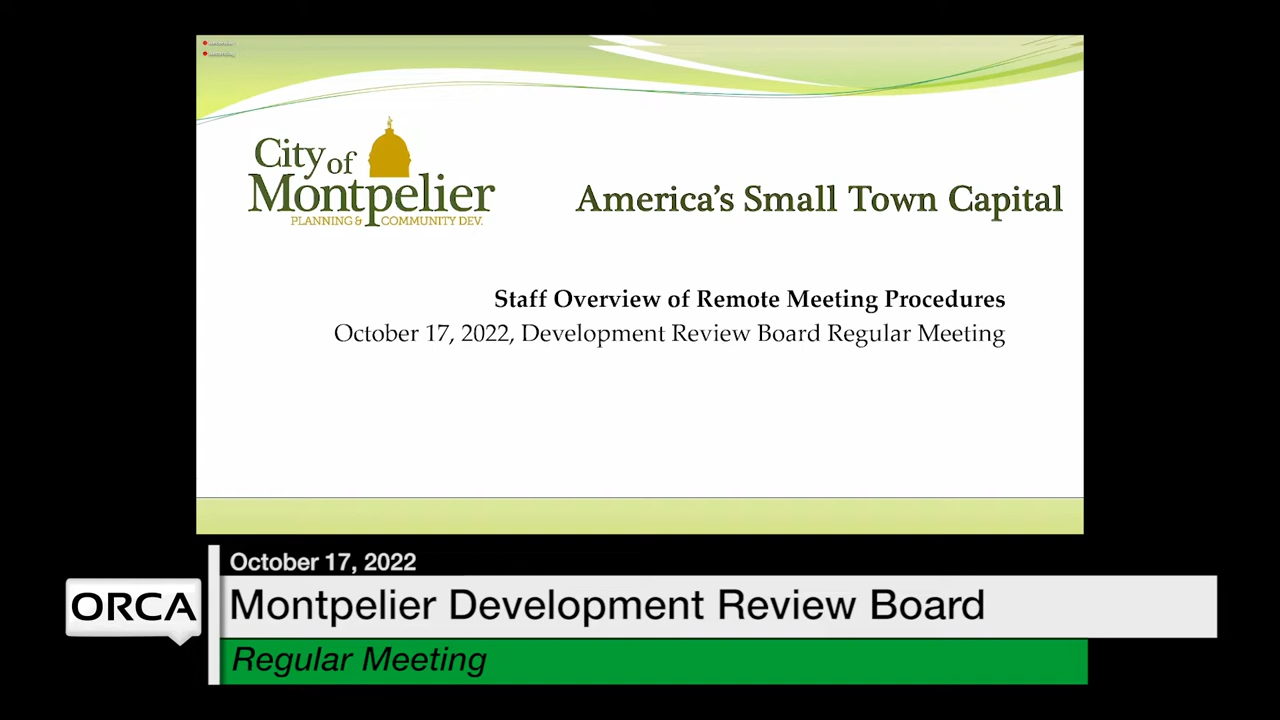 City of
Montpelier
PLANNING & COMMUNITY DEV.
America's Small Town Capital
Staff Overview of Remote Meeting Procedures
October 17, 2022, Development Review Board Regular Meeting
October 17, 2022
ORCA
Montpelier Development Review Board
Regular Meeting